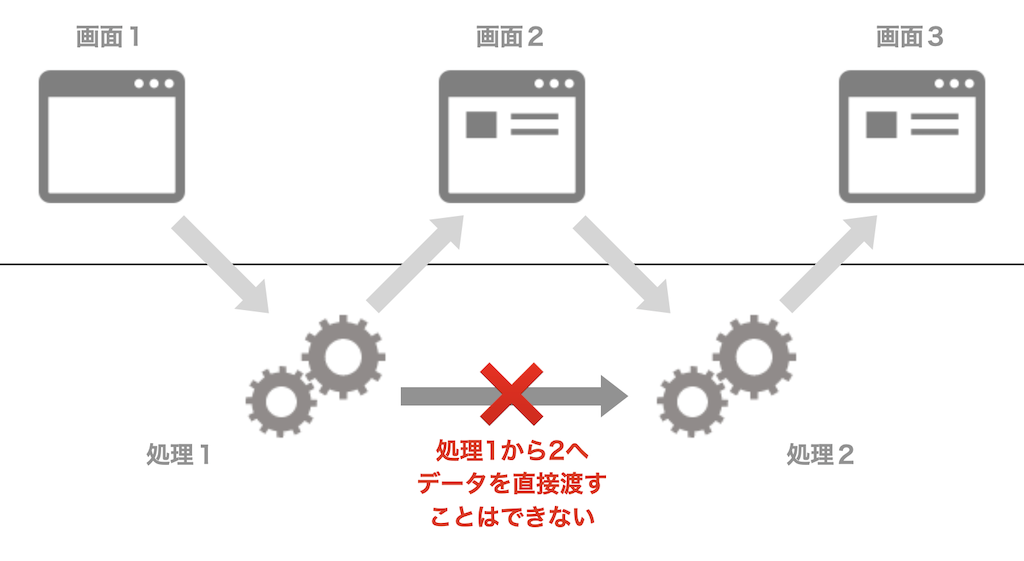 画面１
画面２
画面３
処理１
処理1から2へ
データを直接渡す
ことはできない
処理２